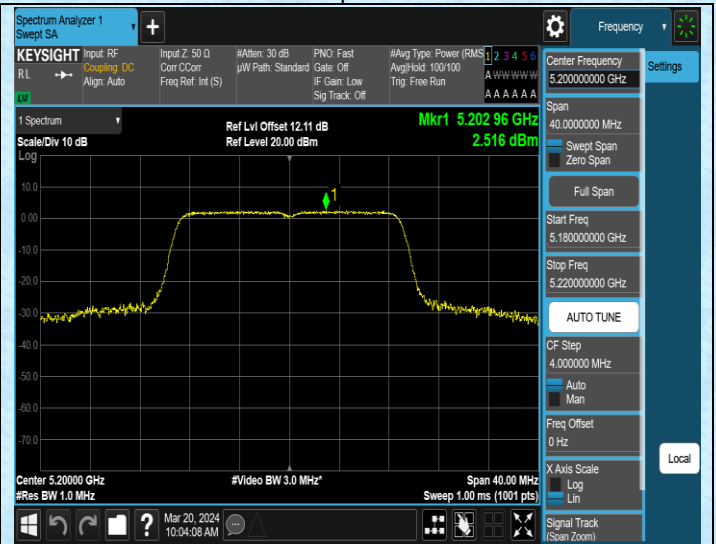 Spectrum Analyzer 1
Swept SA
+
Frequency
KEYSIGHT
RL
LXI
Input: RF
Coupling: DC
Align: Auto
Input Z: 50 Ω
Corr CCorr
Freq Ref: Int (S)
#Atten: 30 dB
µW Path: Standard
PNO: Fast
Gate: Off
IF Gain: Low
Sig Track: Off
#Avg Type: Power (RMS
Avg|Hold: 100/100
Trig: Free Run
1 2 3 4 5 6
A W W W W W
A A A A A A
1 Spectrum
Scale/Div 10 dB
Log
Ref Lvl Offset 12.11 dB
Ref Level 20.00 dBm
Mkr1 5.202 96 GHz
2.516 dBm
1
10.0
0.00
-10.0
-20.0
-30.0
-40.0
-50.0
-60.0
-70.0
Center 5.20000 GHz
#Res BW 1.0 MHz
#Video BW 3.0 MHz*
Span 40.00 MHz
Sweep 1.00 ms (1001 pts)
Mar 20, 2024
10:04:08 AM
?
Center Frequency
5.200000000 GHz
Settings
Span
40.0000000 MHz
Swept Span
Zero Span
Full Span
Start Freq
5.180000000 GHz
Stop Freq
5.220000000 GHz
AUTO TUNE
CF Step
4.000000 MHz
Auto
Man
Freq Offset
0 Hz
X Axis Scale
Log
Lin
Signal Track
(Span Zoom)
Local